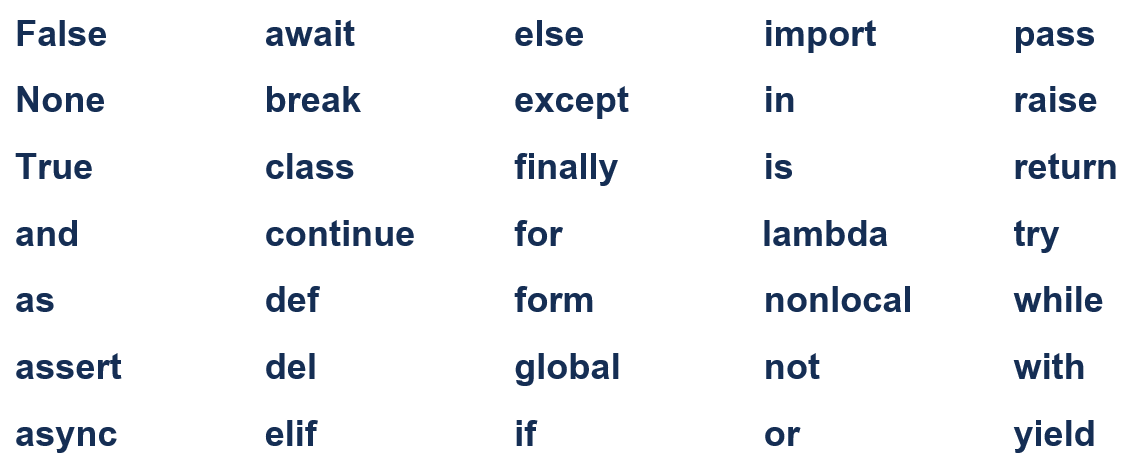 False await else import pass
None break except in raise
True class finally is return
and continue for lambda try
as def form nonlocal while
assert del global not with
async elif if or yield